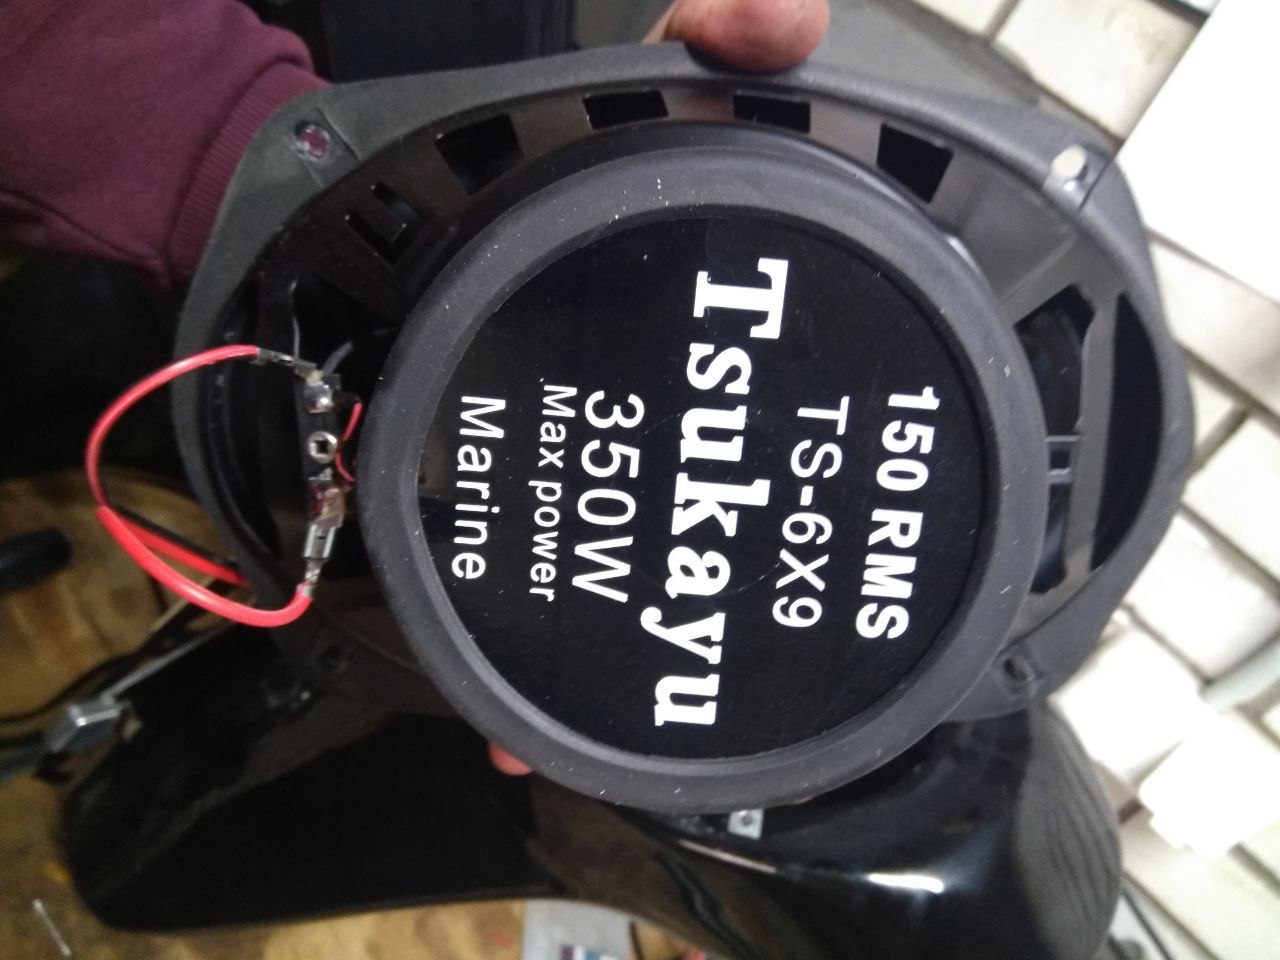 150 RMS
TS-6X9
Tsukayu
350W
Max power
Marine